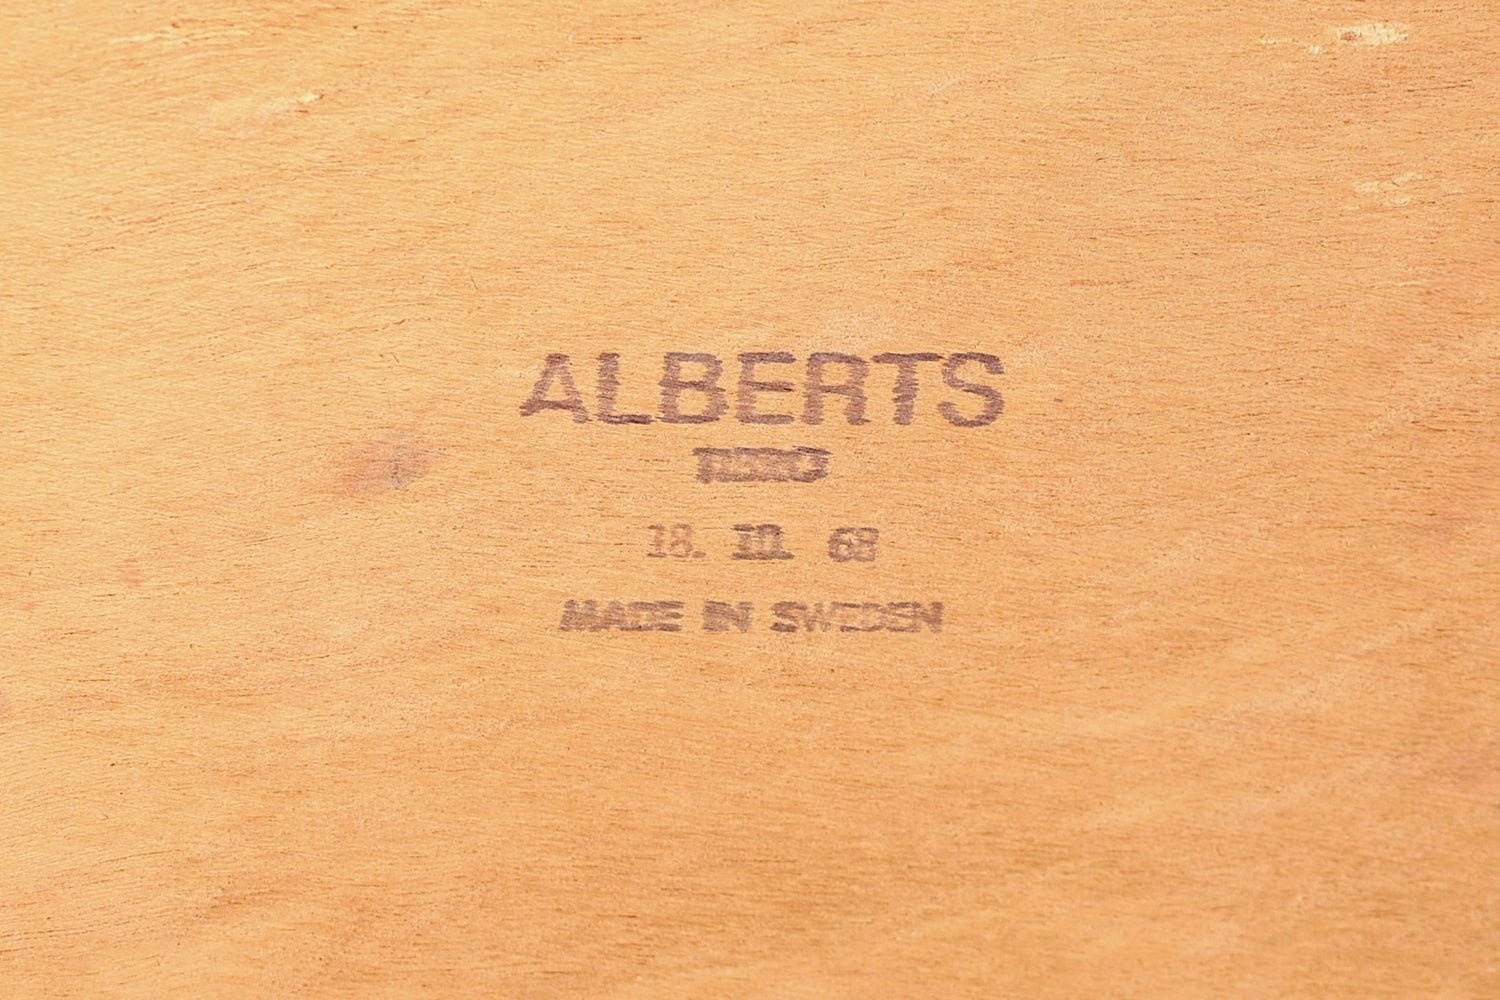 ALBERTS
TIBRO
18. 10. 68
MADE IN SWEDEN